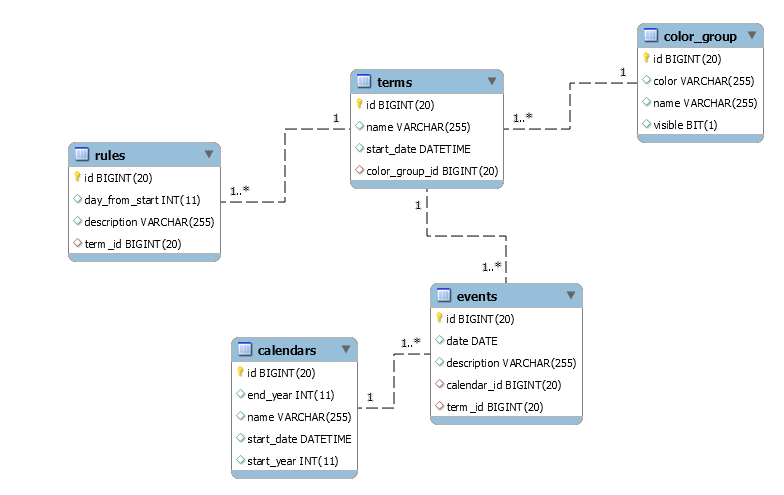 color_group
id BIGINT(20)
color VARCHAR(255)
name VARCHAR(255)
visible BIT(1)
1
1..*
terms
id BIGINT(20)
name VARCHAR(255)
start_date DATETIME
color_group_id BIGINT(20)
1
1..*
rules
id BIGINT(20)
day_from_start INT(11)
description VARCHAR(255)
term_id BIGINT(20)
1
1..*
events
id BIGINT(20)
date DATE
description VARCHAR(255)
calendar_id BIGINT(20)
term_id BIGINT(20)
1..*
1
calendars
id BIGINT(20)
end_year INT(11)
name VARCHAR(255)
start_date DATETIME
start_year INT(11)